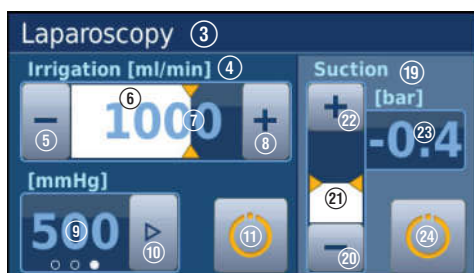 Laparoscopy ③
Irrigation [ml/min] ④
Suction ⑲
− ⑤
⑥ 1000 ⑦
+ ⑧
+ ㉒
[bar]
-0.4 ㉓
[mmHg]
500 ⑨
⑩
⑪
㉑
− ⑳
㉔